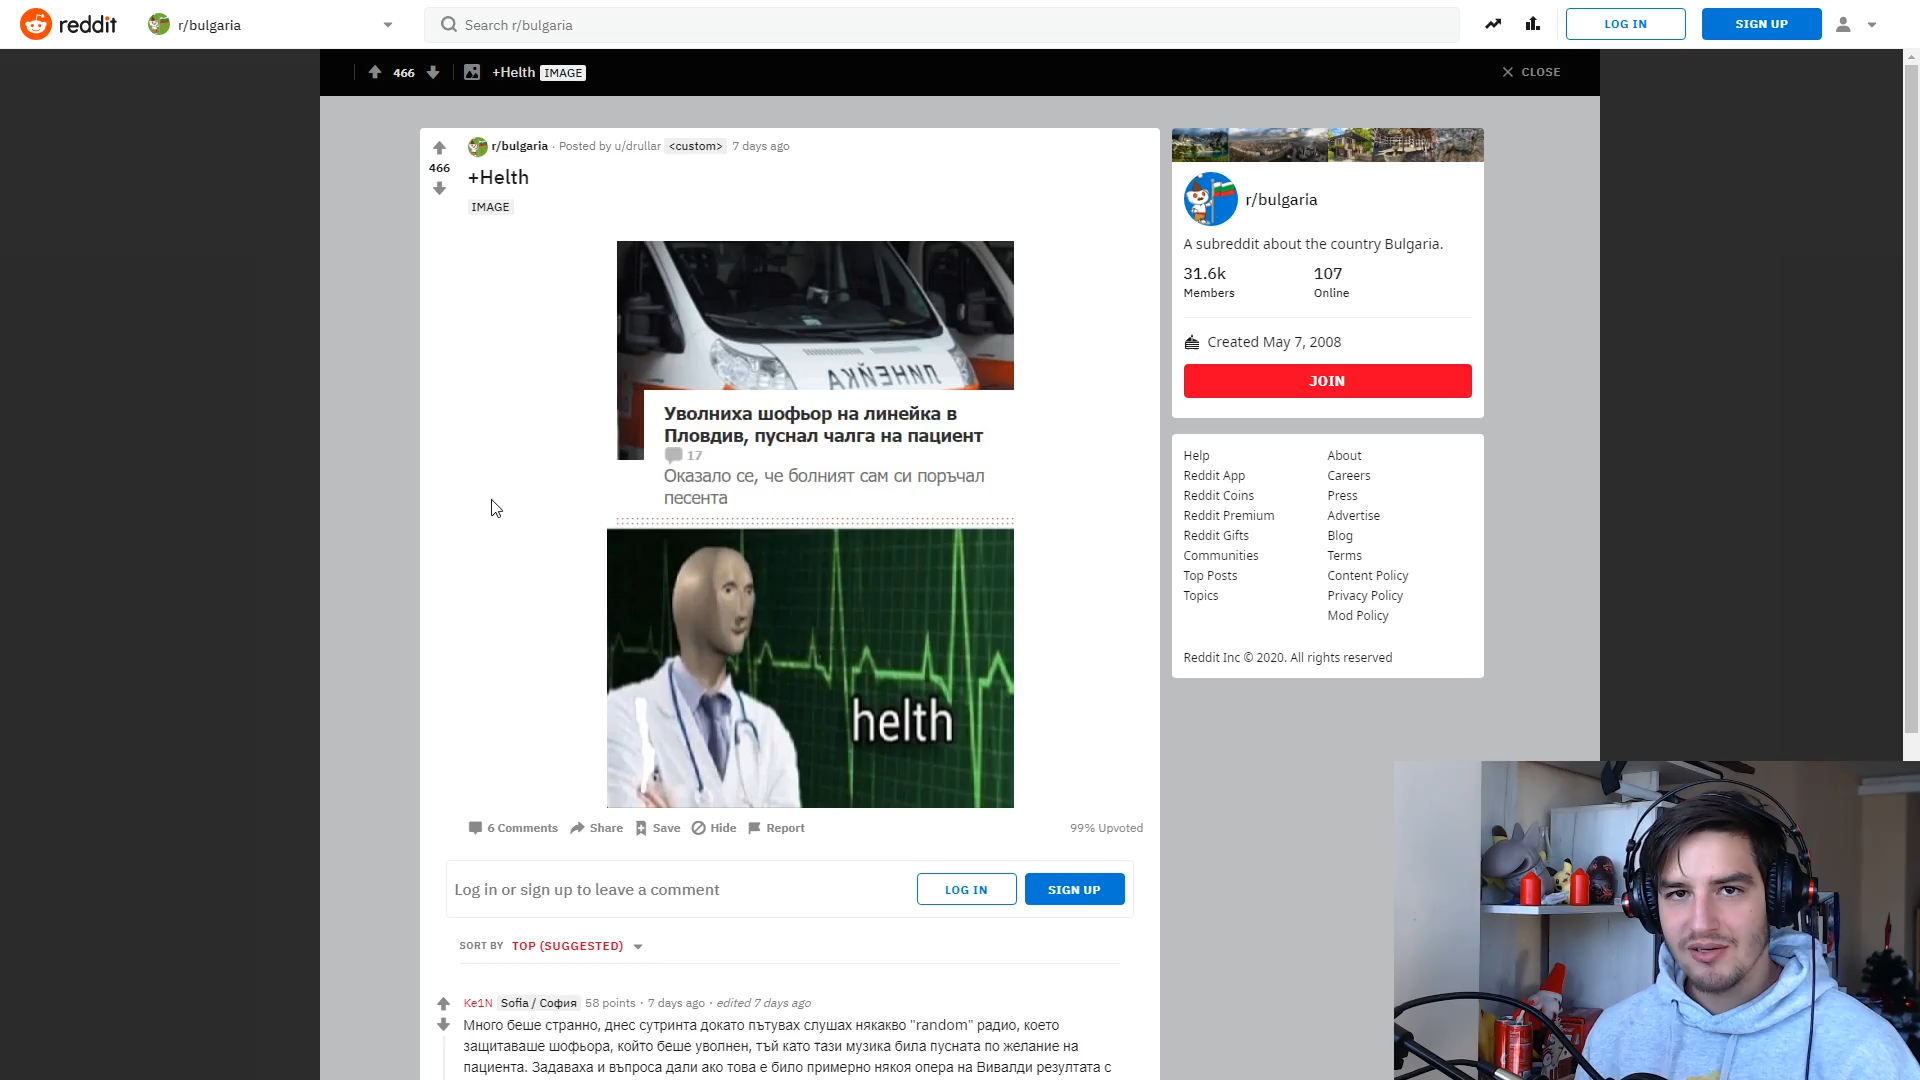 reddit
r/bulgaria
Search r/bulgaria
LOG IN
SIGN UP
466
+Helth IMAGE
CLOSE
r/bulgaria · Posted by u/drullar <custom> 7 days ago
466
+Helth
IMAGE
ЛИНЕЙКА
Уволниха шофьор на линейка в
Пловдив, пуснал чалга на пациент
17
Оказало се, че болният сам си поръчал
песента
helth
6 Comments
Share
Save
Hide
Report
99% Upvoted
Log in or sign up to leave a comment
LOG IN
SIGN UP
SORT BY TOP (SUGGESTED)
Ke1N Sofia / София 58 points · 7 days ago · edited 7 days ago
Много беше странно, днес сутринта докато пътувах слушах някакво "random" радио, което
защитаваше шофьора, който беше уволнен, тъй като тази музика била пусната по желание на
пациента. Задаваха и въпроса дали ако това е било примерно някоя опера на Вивалди резултата с
r/bulgaria
A subreddit about the country Bulgaria.
31.6k
Members
107
Online
Created May 7, 2008
JOIN
Help
Reddit App
Reddit Coins
Reddit Premium
Reddit Gifts
Communities
Top Posts
Topics
About
Careers
Press
Advertise
Blog
Terms
Content Policy
Privacy Policy
Mod Policy
Reddit Inc © 2020. All rights reserved